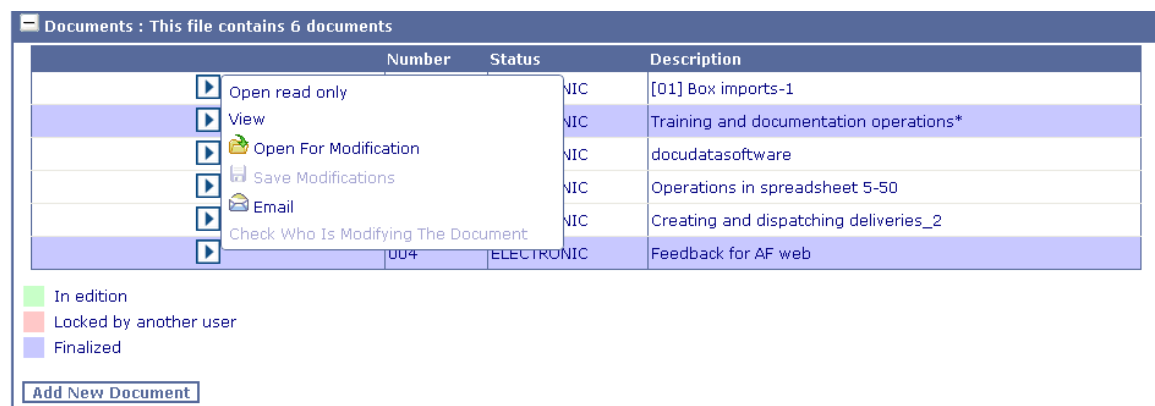 Documents : This file contains 6 documents
Number Status Description
Open read only NIC [01] Box imports-1
View NIC Training and documentation operations*
Open For Modification NIC docudatasoftware
Save Modifications NIC Operations in spreadsheet 5-50
Email NIC Creating and dispatching deliveries_2
Check Who Is Modifying The Document
004 ELECTRONIC Feedback for AF web
In edition
Locked by another user
Finalized
Add New Document